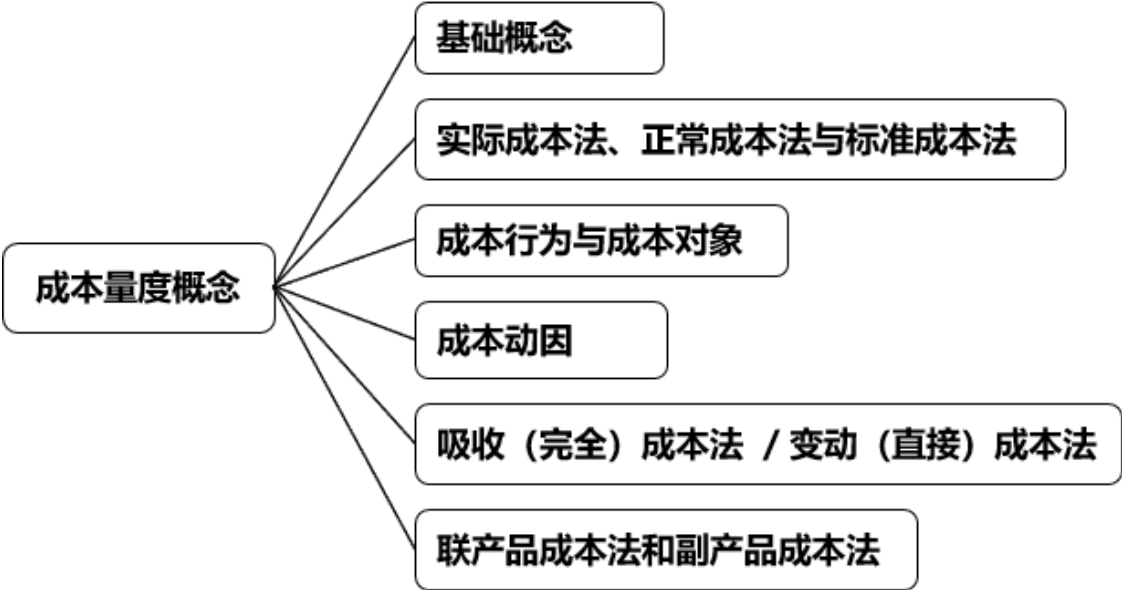 基础概念
实际成本法、正常成本法与标准成本法
成本行为与成本对象
成本量度概念
成本动因
吸收（完全）成本法 / 变动（直接）成本法
联产品成本法和副产品成本法